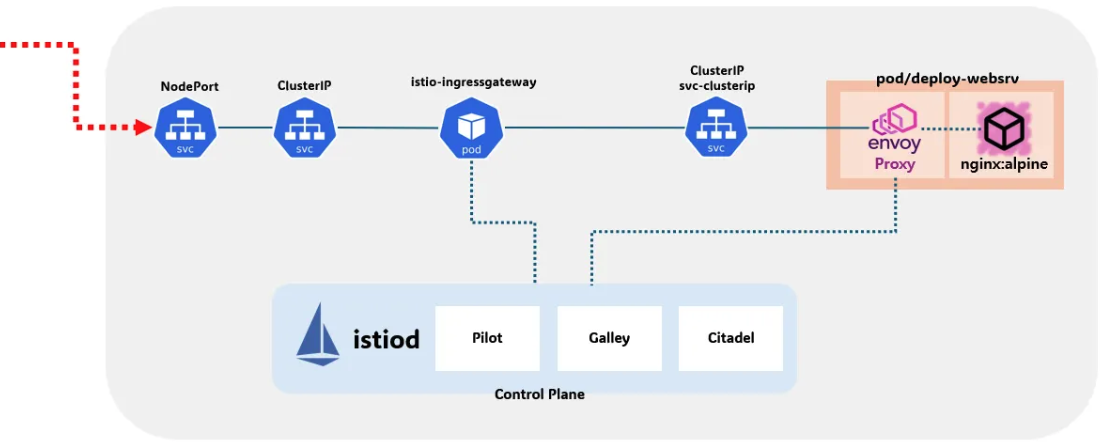 NodePort
svc
ClusterIP
svc
istio-ingressgateway
pod
ClusterIP
svc-clusterip
svc
pod/deploy-websrv
envoy
Proxy
nginx:alpine
istiod
Pilot
Galley
Citadel
Control Plane